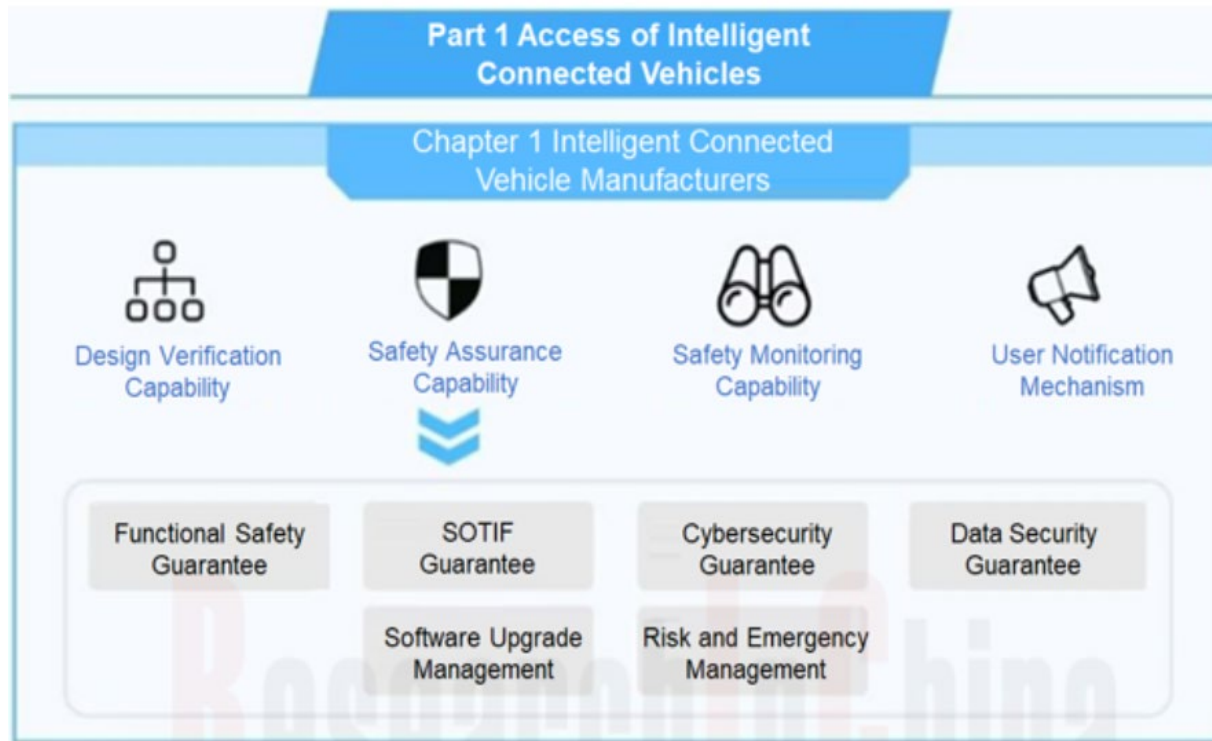 Part 1 Access of Intelligent
Connected Vehicles
Chapter 1 Intelligent Connected
Vehicle Manufacturers
Design Verification
Capability
Safety Assurance
Capability
Safety Monitoring
Capability
User Notification
Mechanism
Functional Safety
Guarantee
SOTIF
Guarantee
Cybersecurity
Guarantee
Data Security
Guarantee
Software Upgrade
Management
Risk and Emergency
Management
ResearchInChina